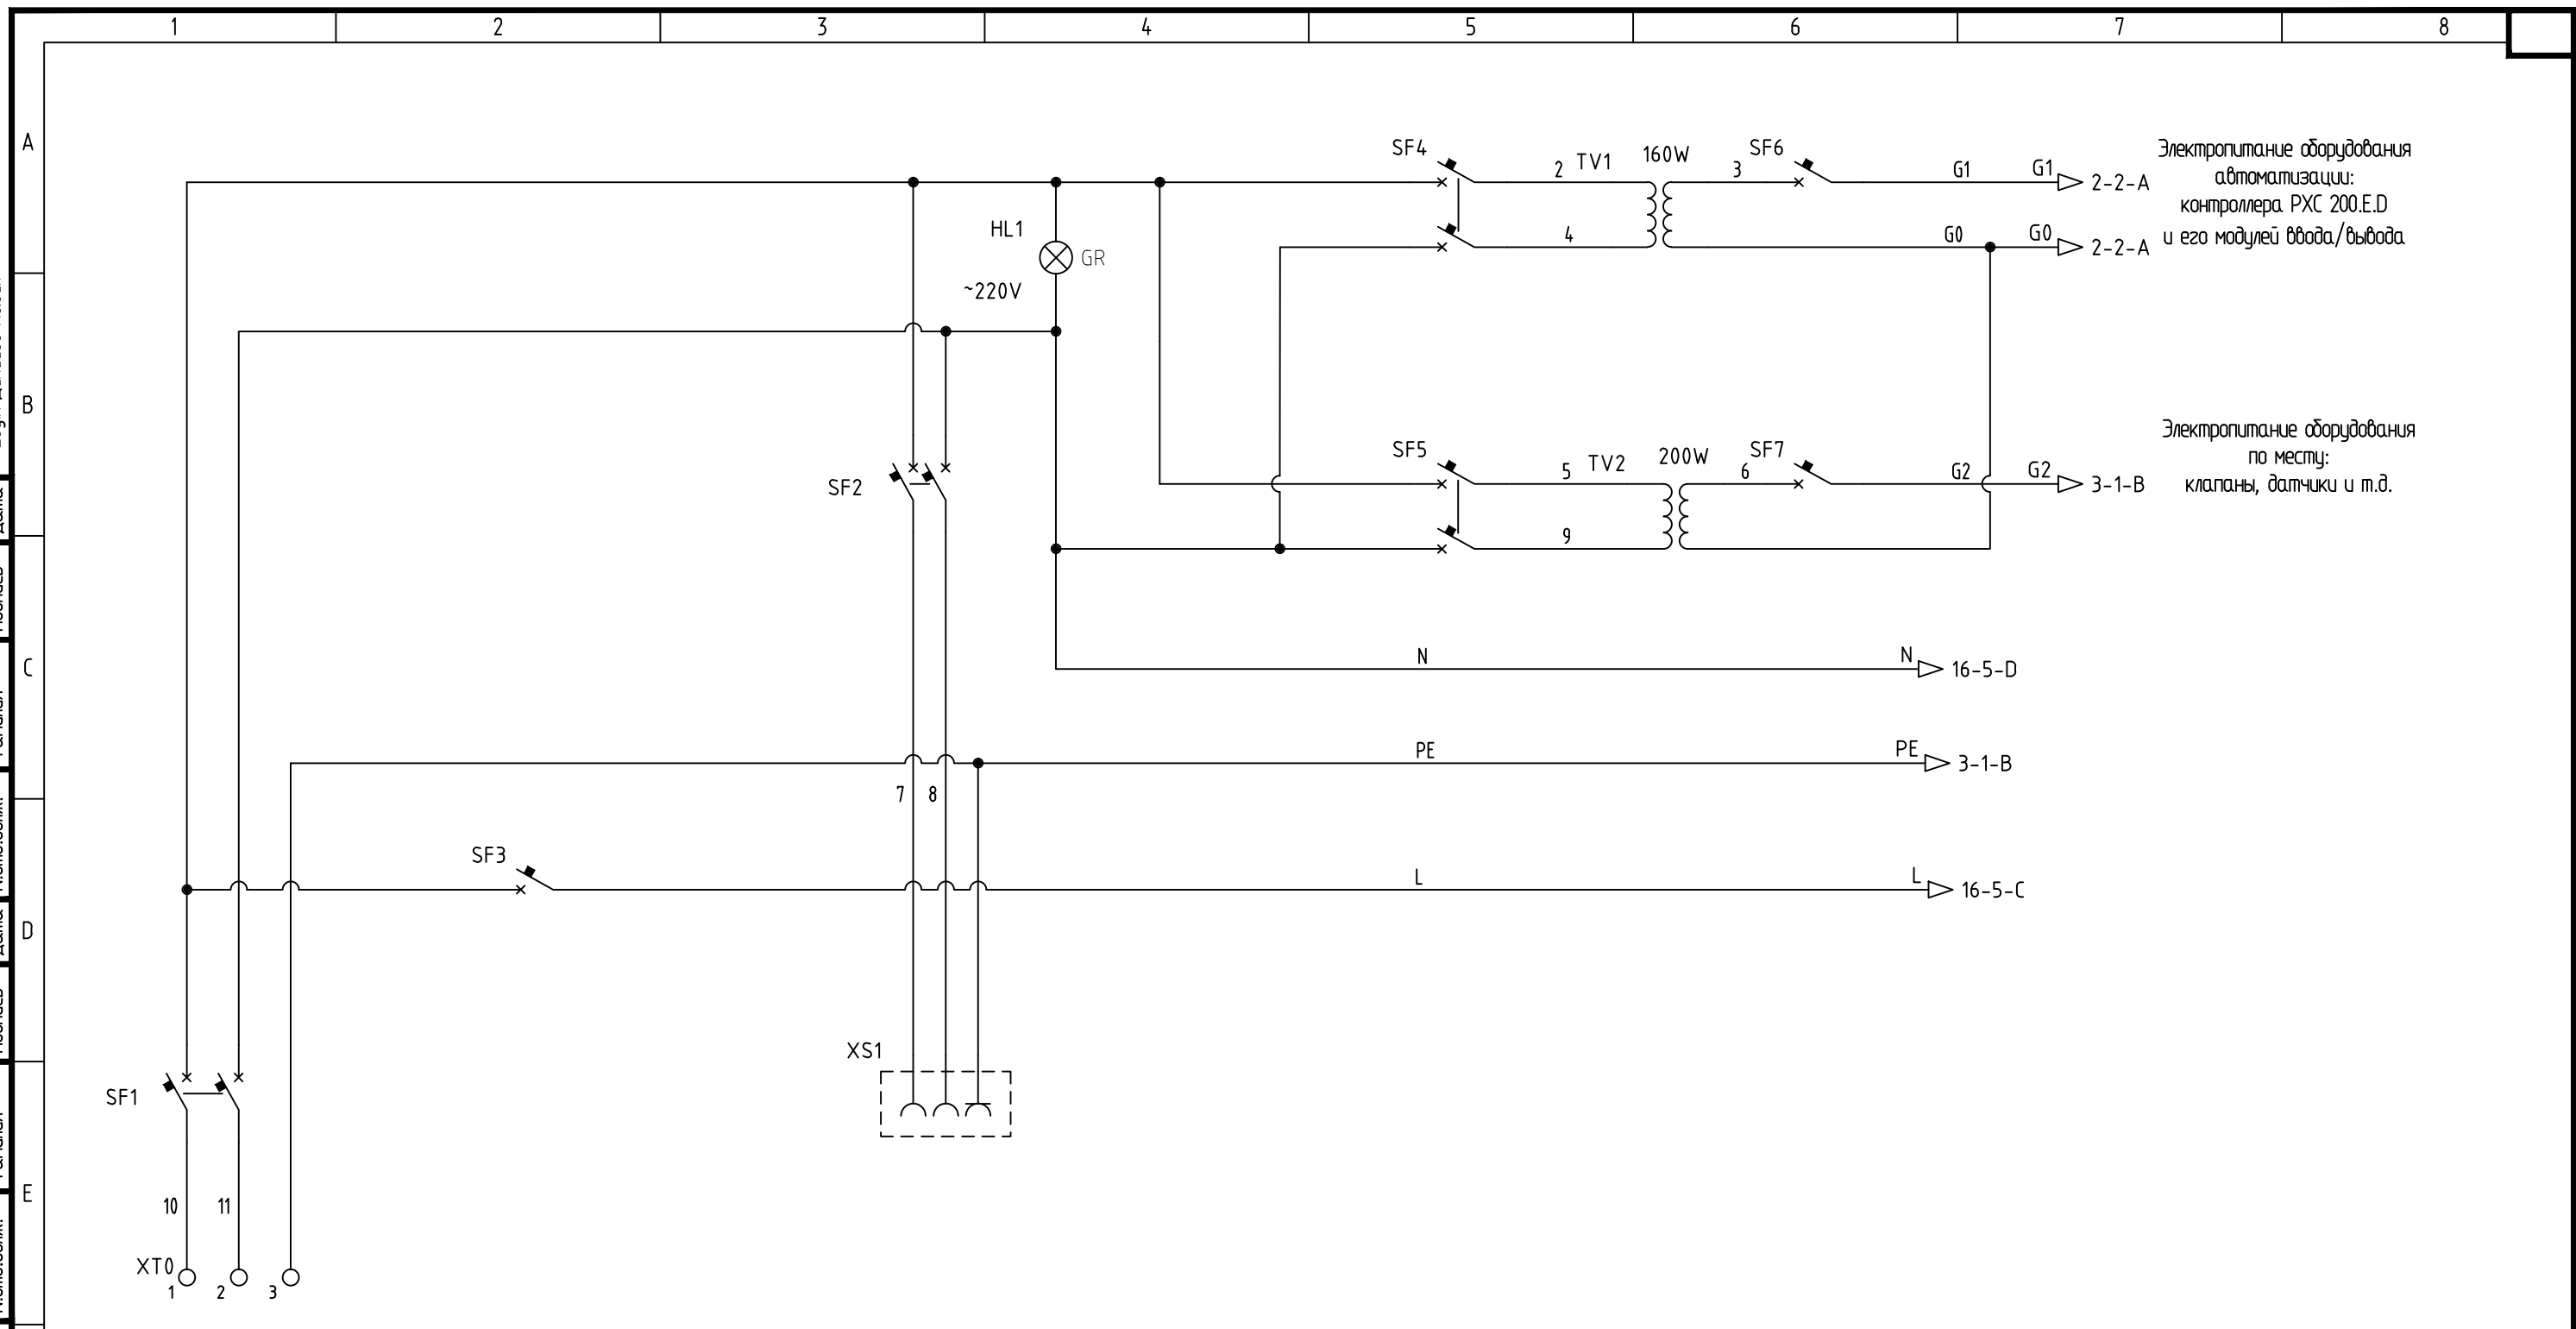 1 2 3 4 5 6 7 8
A
SF4
2 TV1 160W
3 SF6
G1 G1 2-2-A
Электропитание оборудования
автоматизации:
контроллера PXC 200.E.D
и его модулей ввода/вывода
HL1
GR
~220V
4
G0 G0 2-2-A
B
SF2
SF5
5 TV2 200W
6 SF7
G2 G2 3-1-B
Электропитание оборудования
по месту:
клапаны, датчики и т.д.
9
C
N N 16-5-D
PE PE 3-1-B
7 8
SF3
L L 16-5-C
D
XS1
SF1
E
10 11
XT0
1 2 3